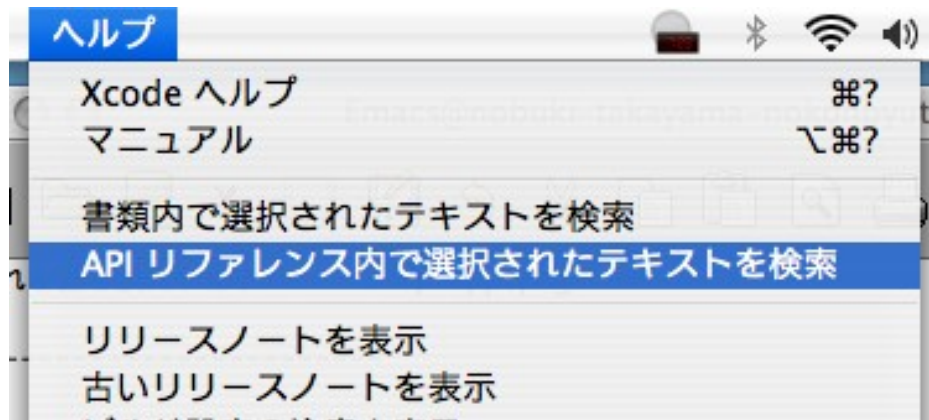 ヘルプ
Xcode ヘルプ ⌘?
マニュアル ⌥⌘?
書類内で選択されたテキストを検索
API リファレンス内で選択されたテキストを検索
リリースノートを表示
古いリリースノートを表示